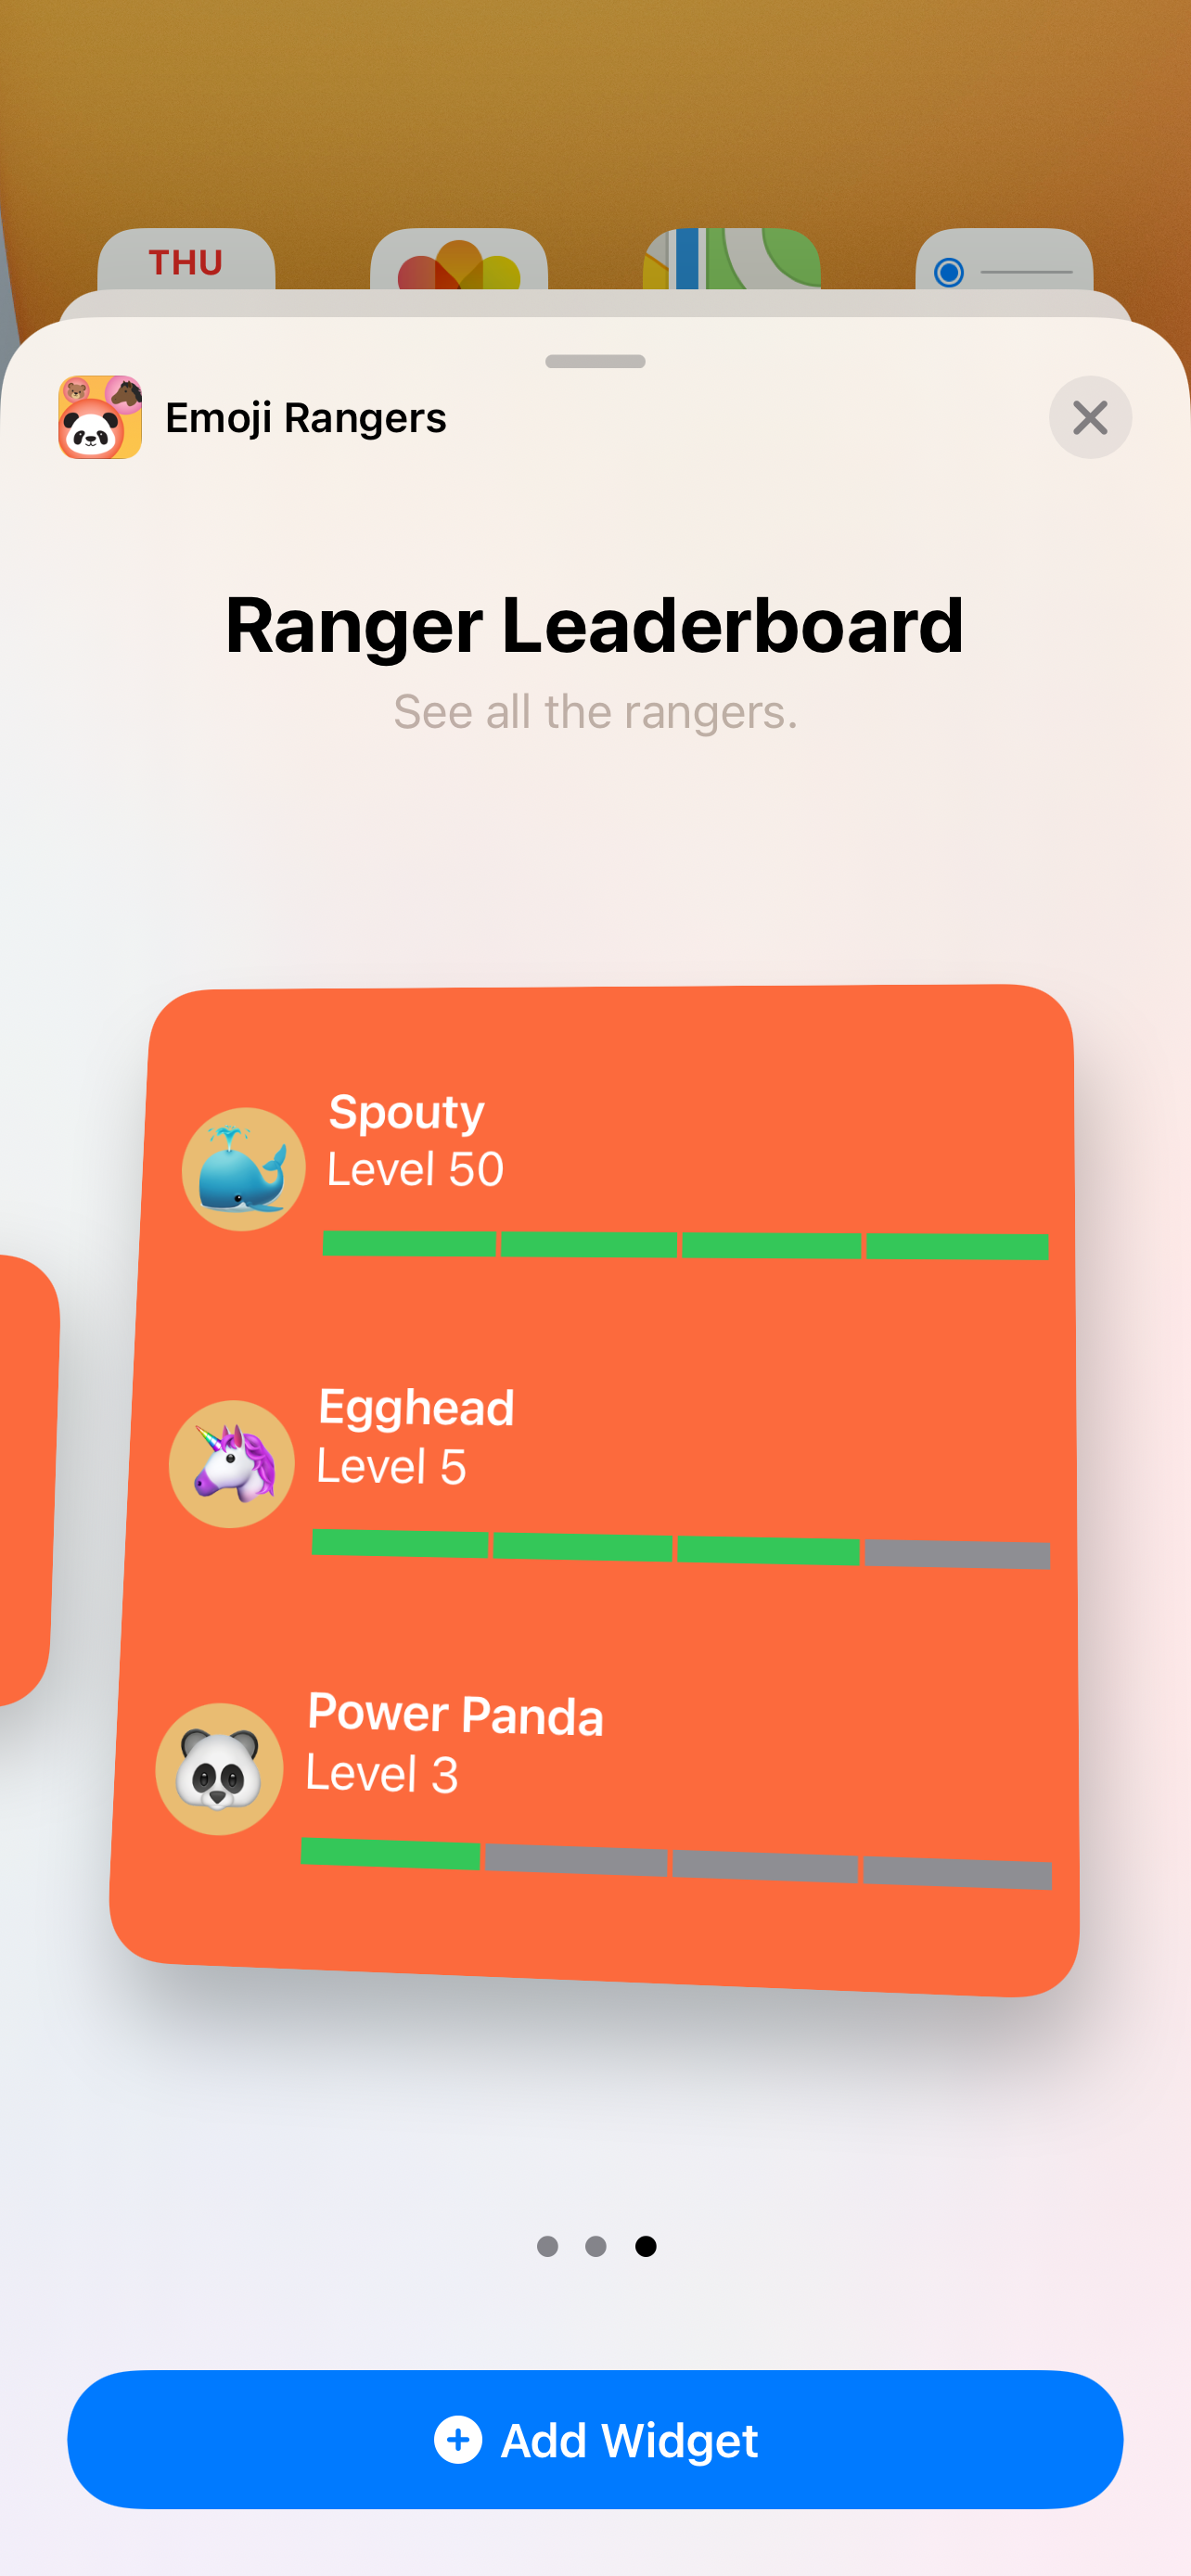 THU
Emoji Rangers
Ranger Leaderboard
See all the rangers.
Spouty
Level 50
Egghead
Level 5
Power Panda
Level 3
Add Widget